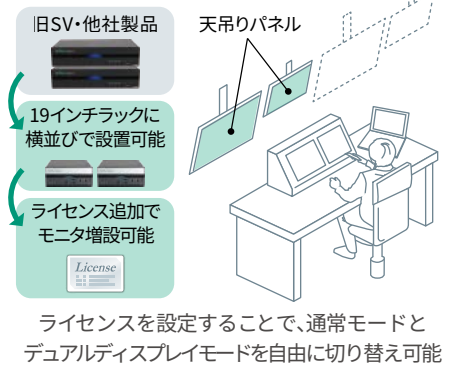 旧SV・他社製品
天吊りパネル
19インチラックに
横並びで設置可能
ライセンス追加で
モニタ増設可能
License
ライセンスを設定することで、通常モードと
デュアルディスプレイモードを自由に切り替え可能